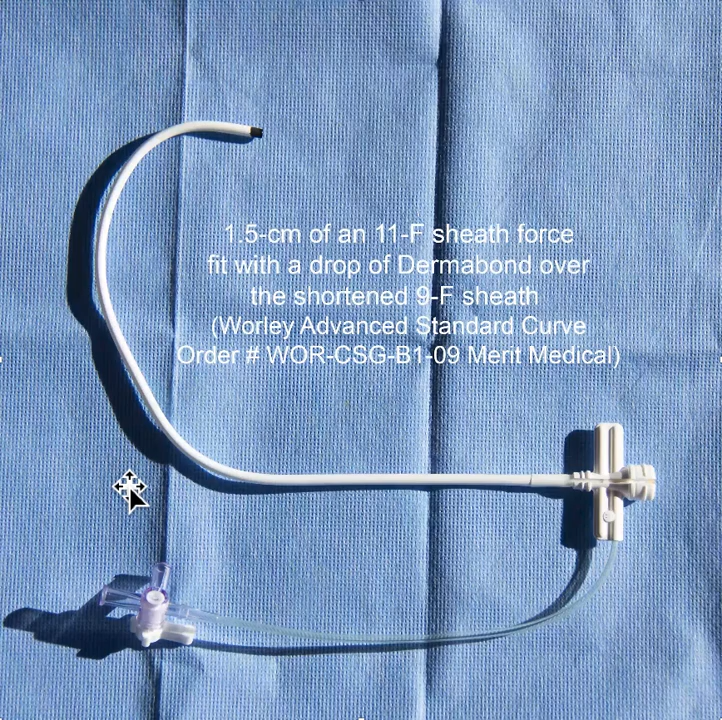 1.5-cm of an 11-F sheath force
fit with a drop of Dermabond over
the shortened 9-F sheath
(Worley Advanced Standard Curve
Order # WOR-CSG-B1-09 Merit Medical)